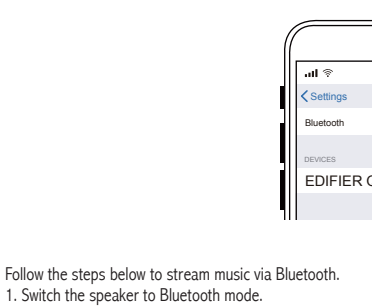 Settings
Bluetooth
DEVICES
EDIFIER
Follow the steps below to stream music via Bluetooth.
1. Switch the speaker to Bluetooth mode.